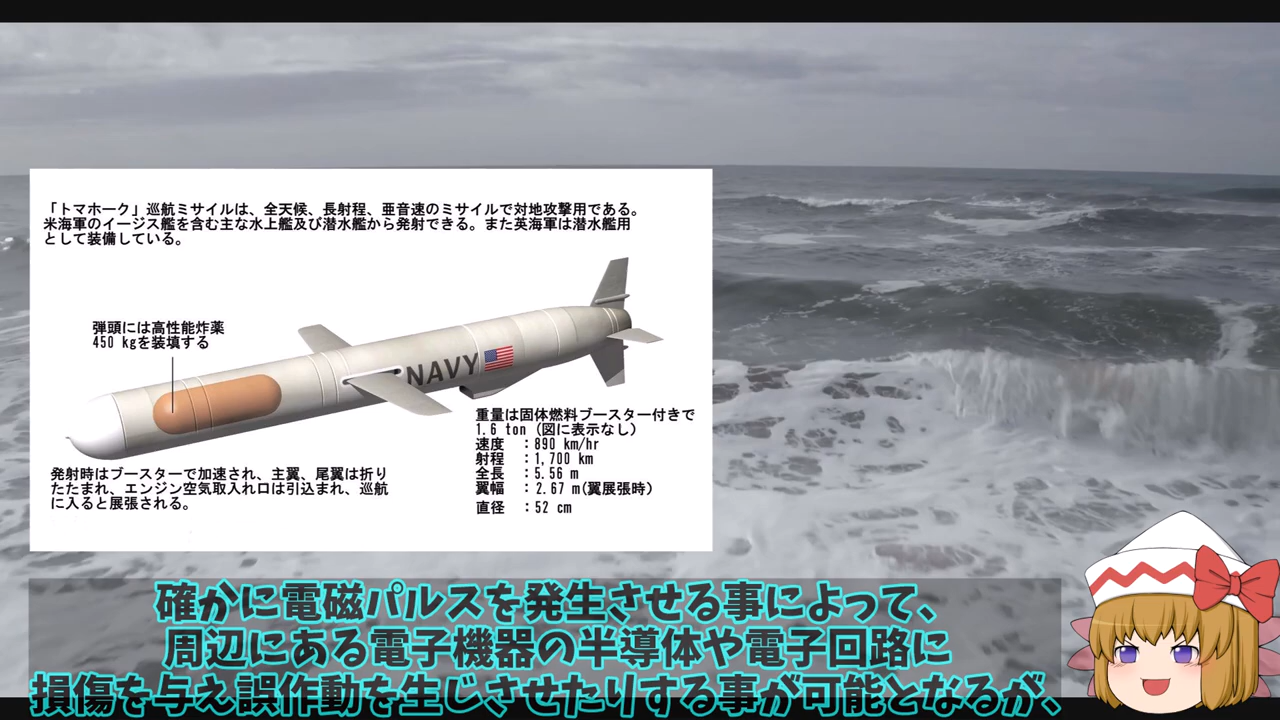 「トマホーク」巡航ミサイルは、全天候、長射程、亜音速のミサイルで対地攻撃用である。
米海軍のイージス艦を含む主な水上艦及び潜水艦から発射できる。また英海軍は潜水艦用
として装備している。
弾頭には高性能炸薬
450 kgを装填する
NAVY
重量は固体燃料ブースター付きで
1.6 ton (図に表示なし)
速度 :890 km/hr
射程 :1,700 km
全長 :5.56 m
翼幅 :2.67 m(翼展張時)
直径 :52 cm
発射時はブースターで加速され、主翼、尾翼は折り
たたまれ、エンジン空気取入れ口は引込まれ、巡航
に入ると展張される。
確かに電磁パルスを発生させる事によって、
周辺にある電子機器の半導体や電子回路に
損傷を与え誤作動を生じさせたりする事が可能となるが、